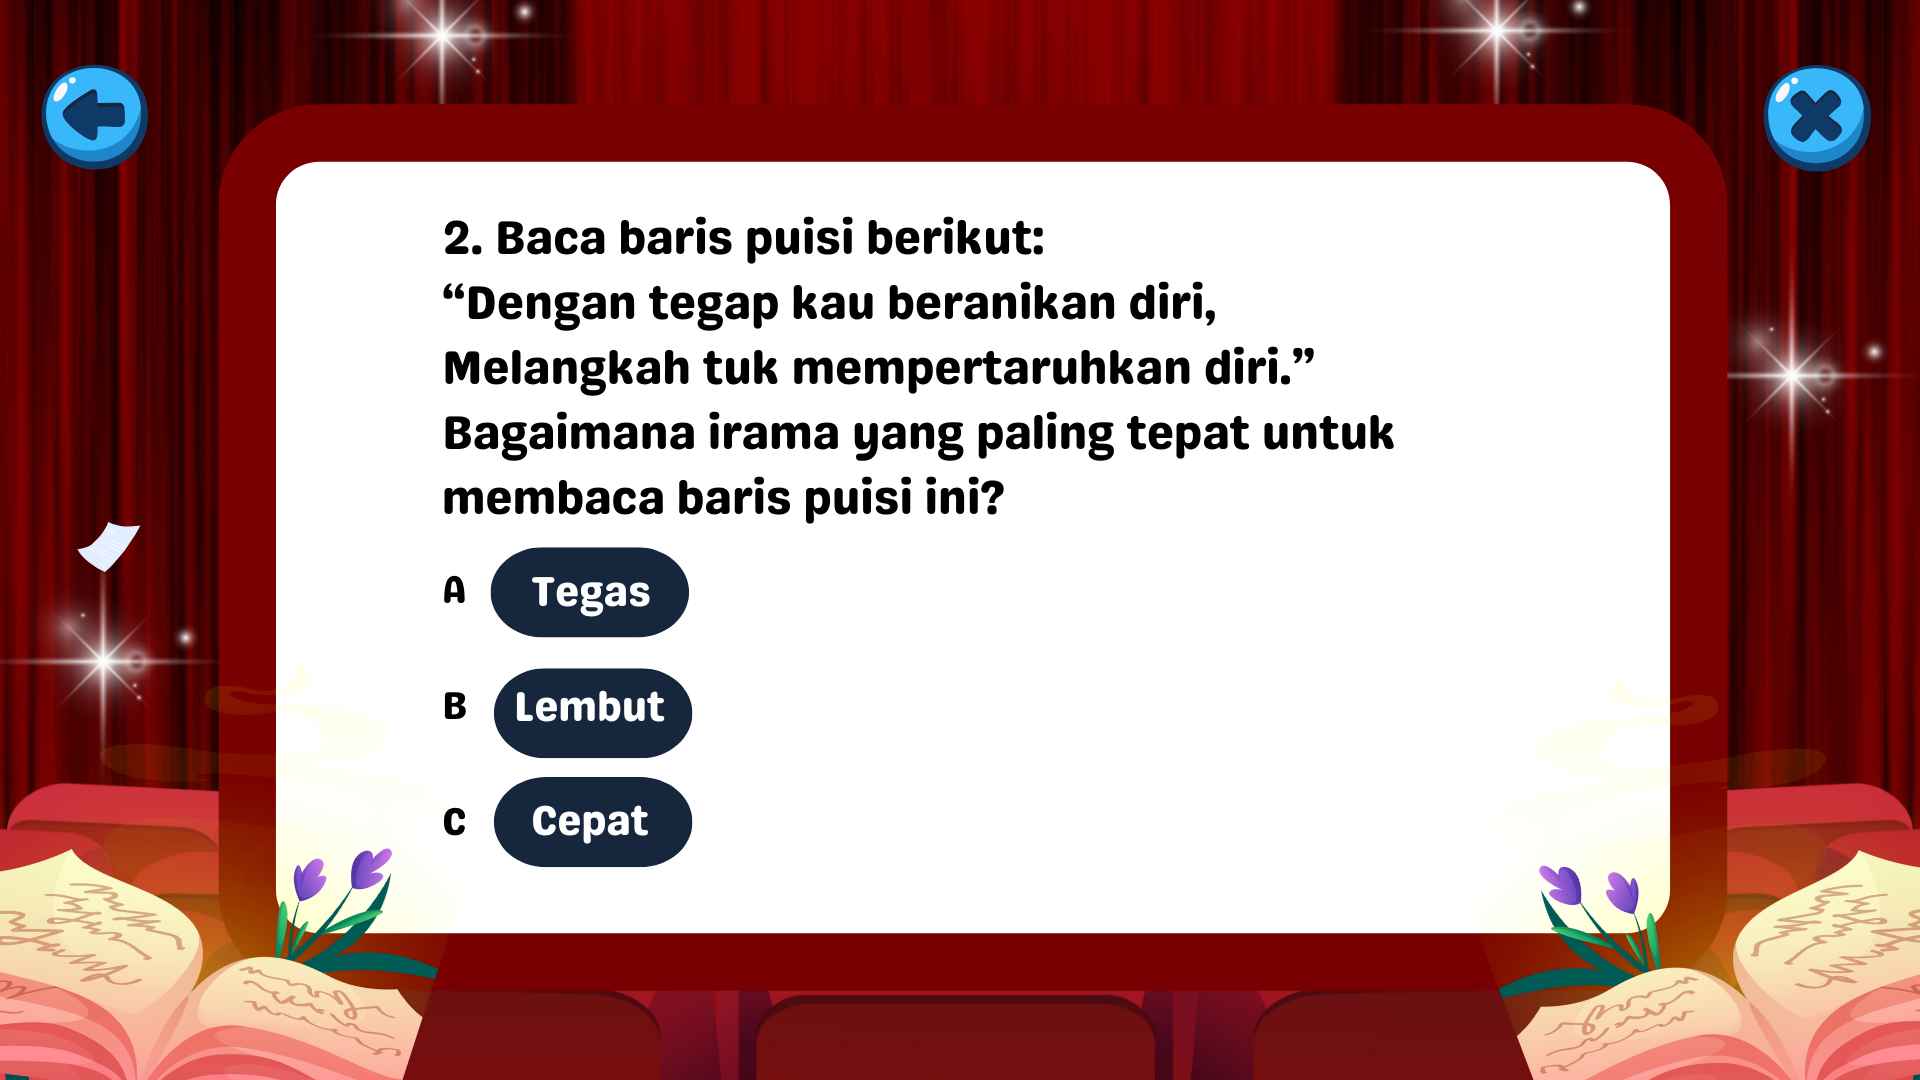 2. Baca baris puisi berikut:
“Dengan tegap kau beranikan diri,
Melangkah tuk mempertaruhkan diri.”
Bagaimana irama yang paling tepat untuk
membaca baris puisi ini?
A Tegas
B Lembut
C Cepat